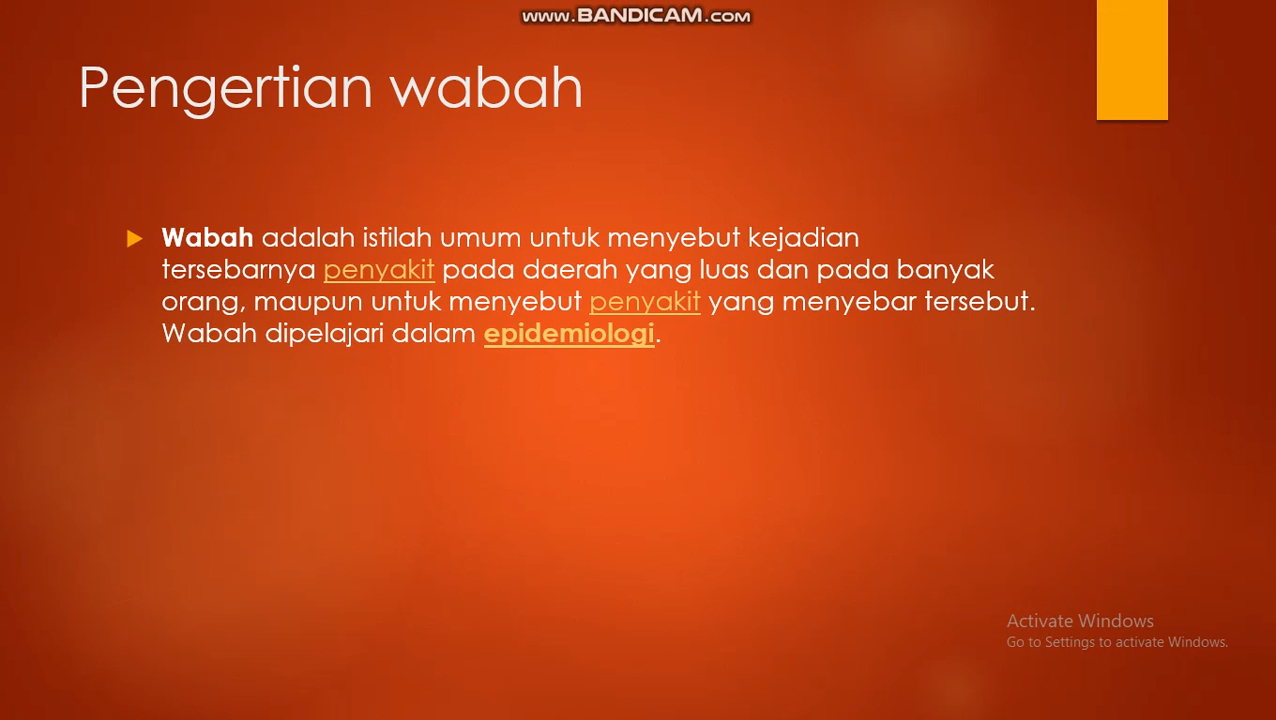 www.BANDICAM.com
Pengertian wabah
Wabah adalah istilah umum untuk menyebut kejadian
tersebarnya penyakit pada daerah yang luas dan pada banyak
orang, maupun untuk menyebut penyakit yang menyebar tersebut.
Wabah dipelajari dalam epidemiologi.
Activate Windows
Go to Settings to activate Windows.